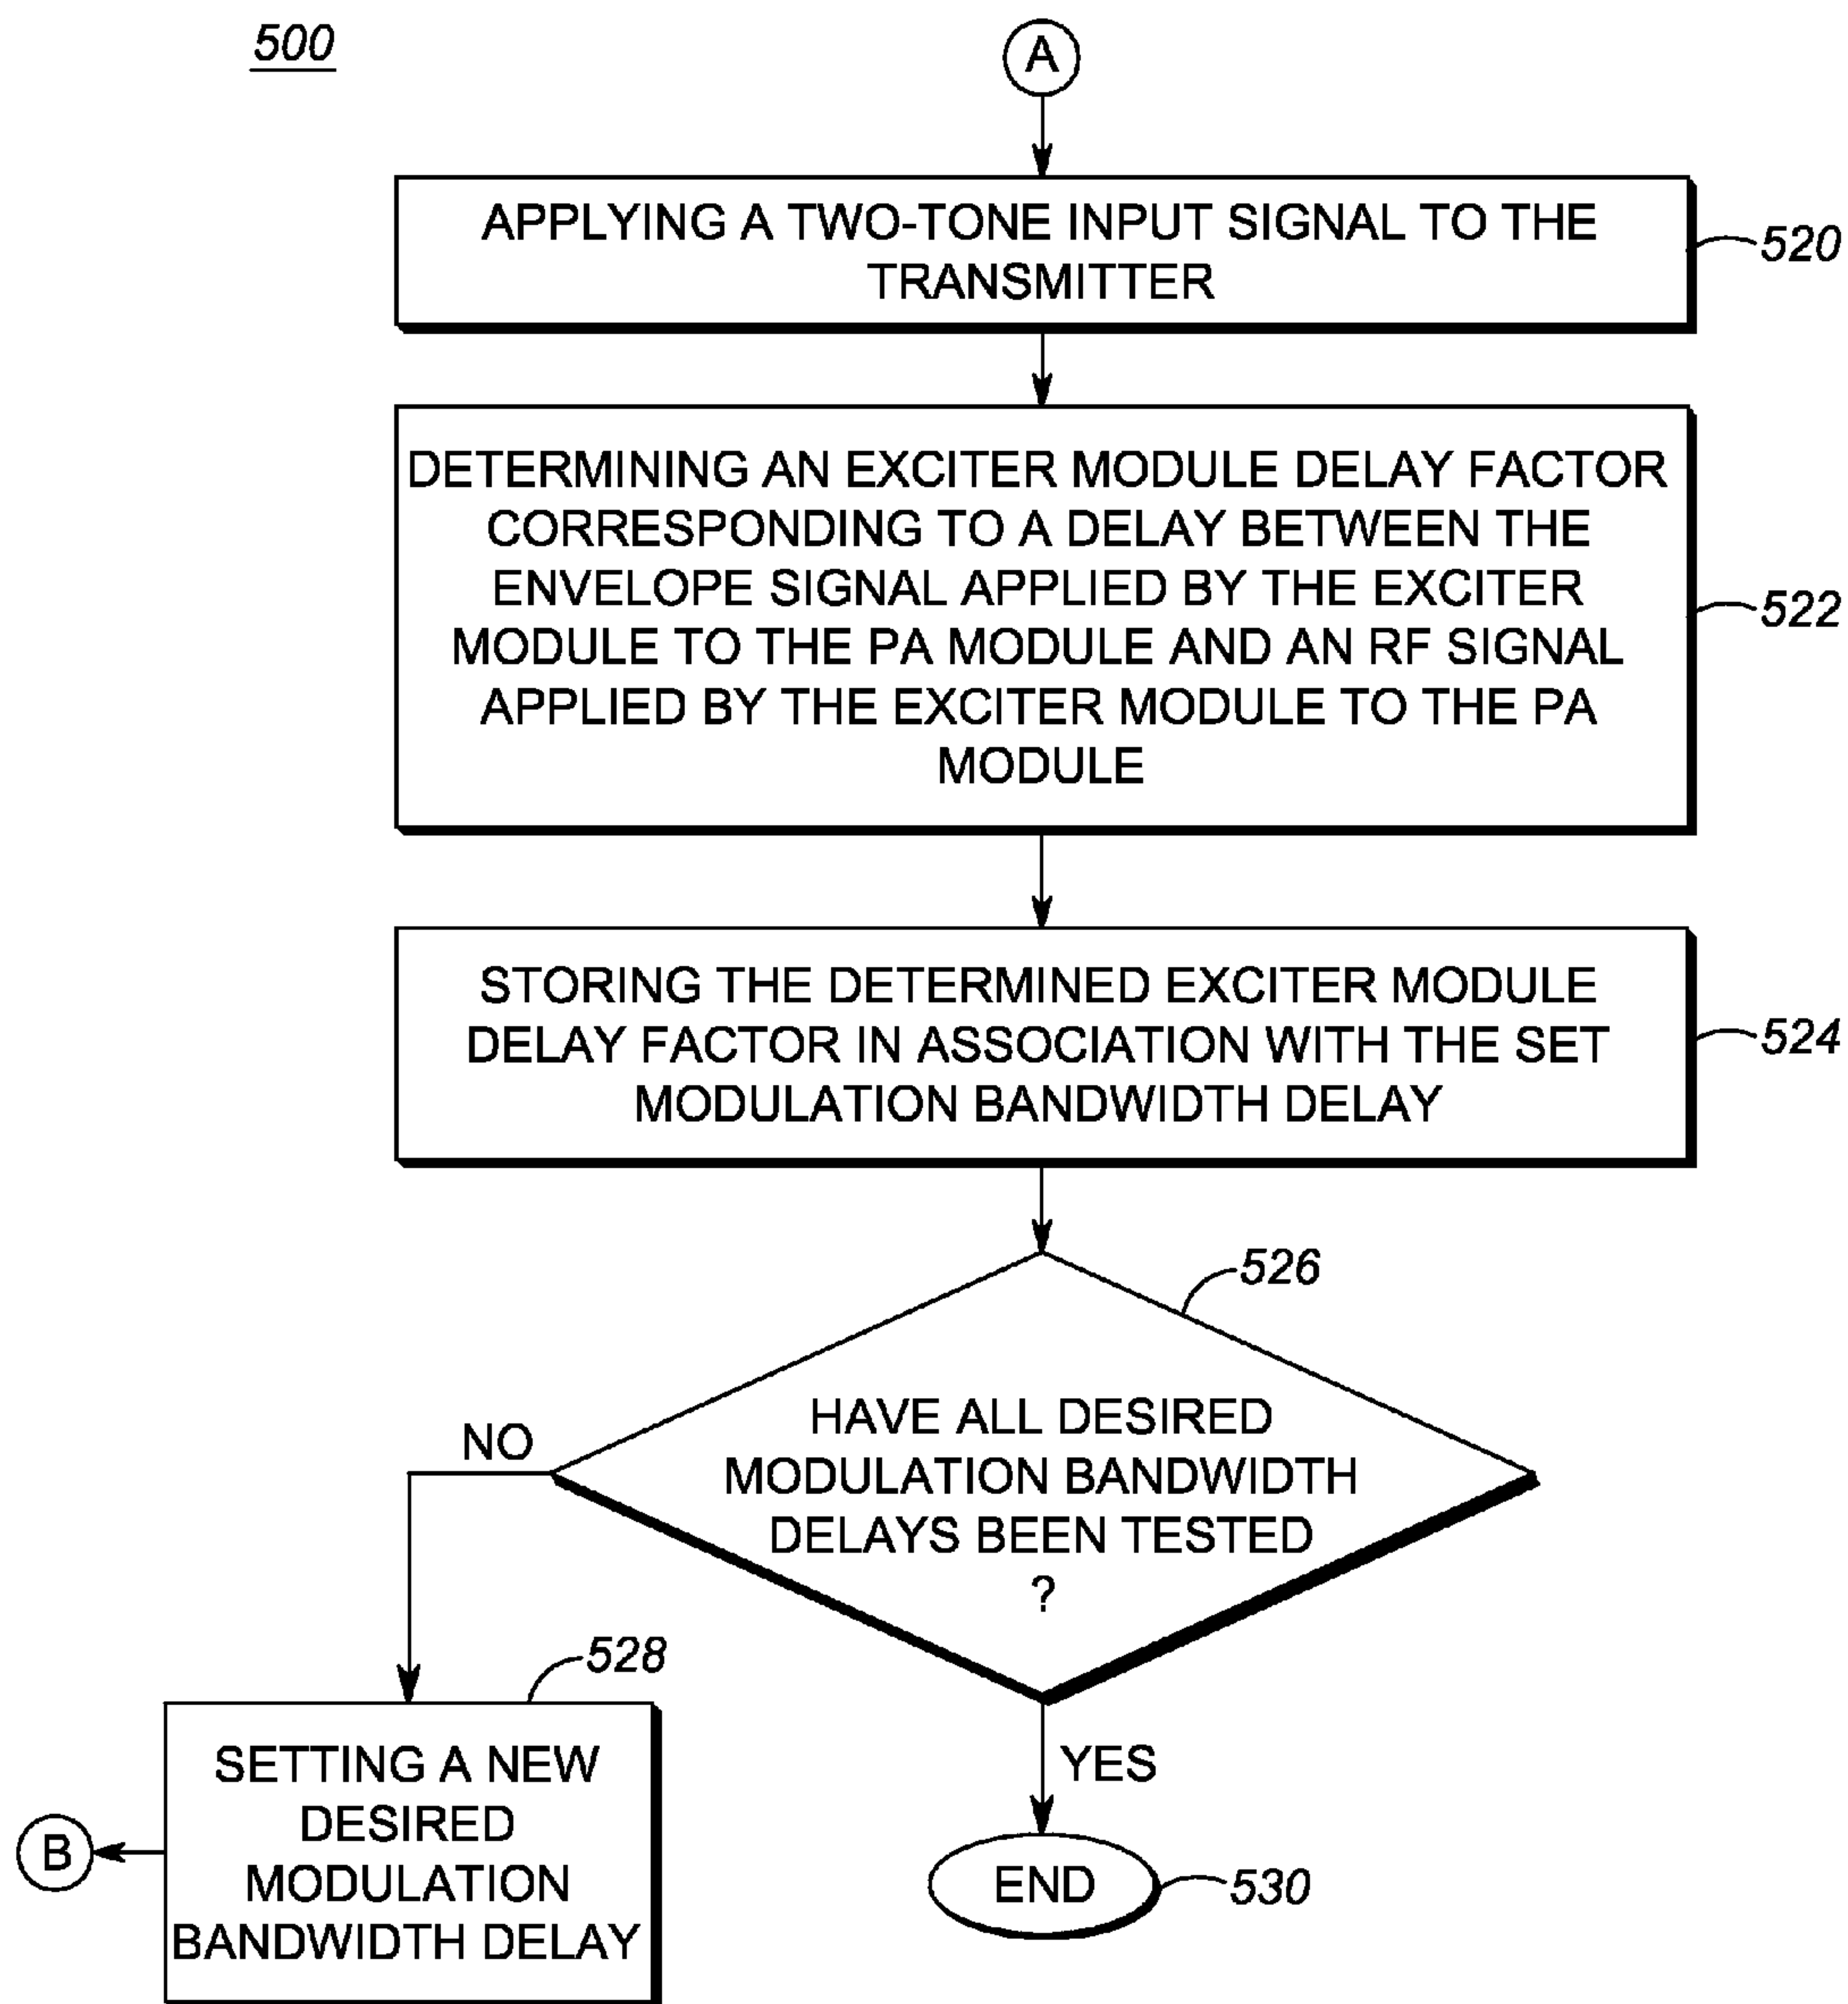 500
A
APPLYING A TWO-TONE INPUT SIGNAL TO THE
TRANSMITTER
520
DETERMINING AN EXCITER MODULE DELAY FACTOR
CORRESPONDING TO A DELAY BETWEEN THE
ENVELOPE SIGNAL APPLIED BY THE EXCITER
MODULE TO THE PA MODULE AND AN RF SIGNAL
APPLIED BY THE EXCITER MODULE TO THE PA
MODULE
522
STORING THE DETERMINED EXCITER MODULE
DELAY FACTOR IN ASSOCIATION WITH THE SET
MODULATION BANDWIDTH DELAY
524
526
HAVE ALL DESIRED
MODULATION BANDWIDTH
DELAYS BEEN TESTED
?
NO
528
SETTING A NEW
DESIRED
MODULATION
BANDWIDTH DELAY
B
YES
END
530